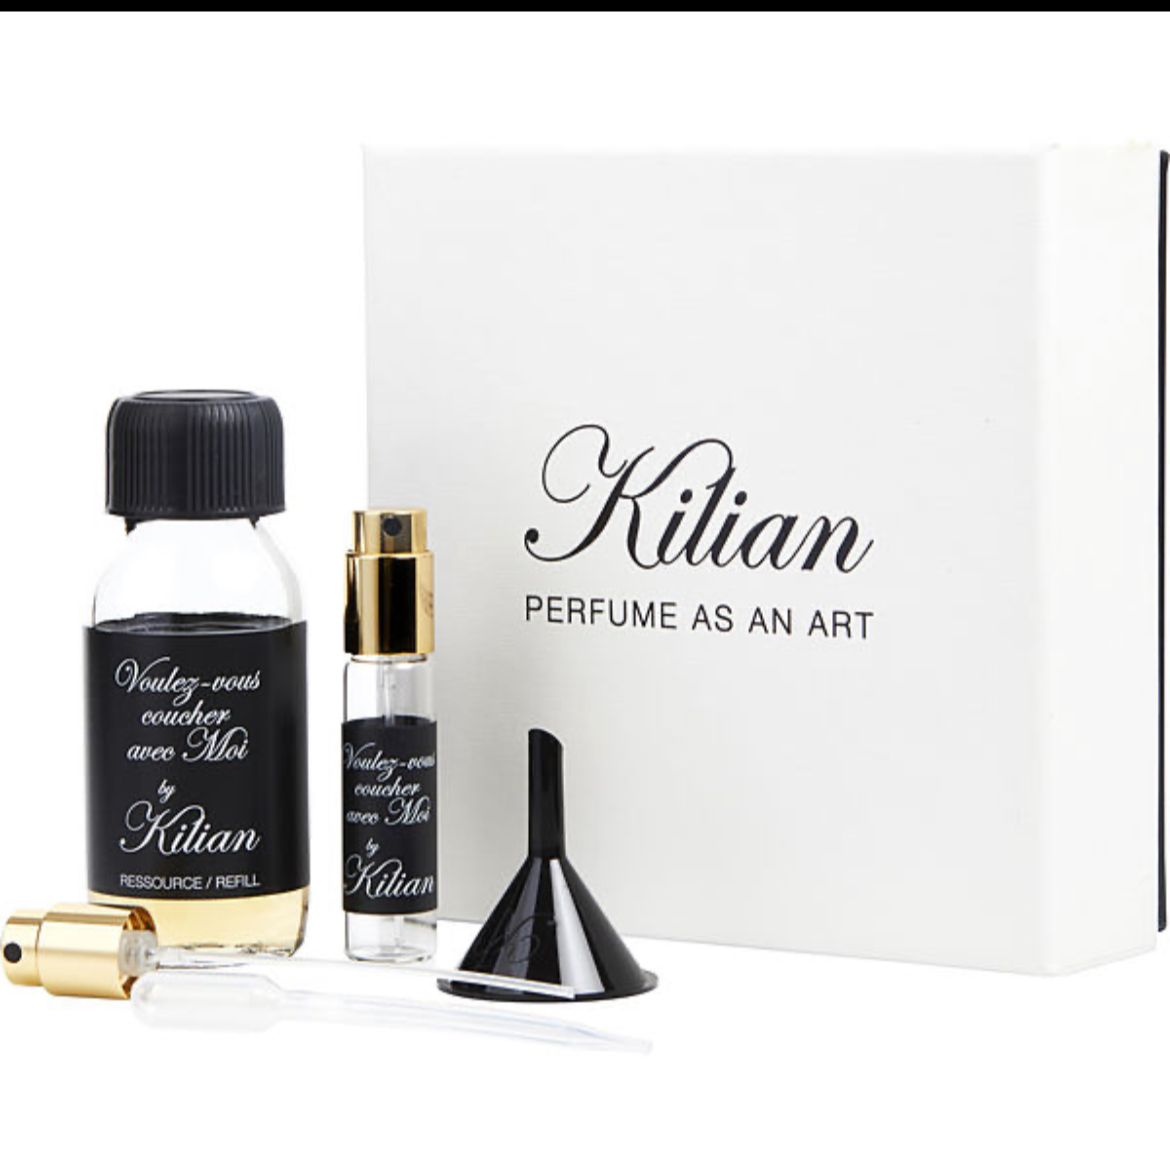 Kilian
PERFUME AS AN ART
Voulez-vous
coucher
avec Moi
by
Kilian
RESSOURCE / REFILL
Voulez-vous
coucher
avec Moi
by
Kilian